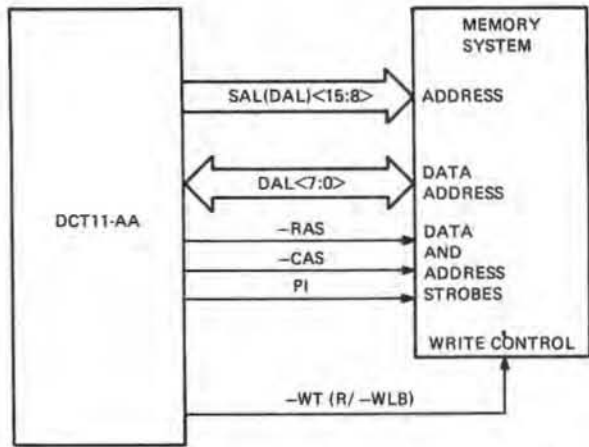 MEMORY
SYSTEM
SAL(DAL)<15:8>
ADDRESS
DAL<7:0>
DATA
ADDRESS
DCT11-AA
−RAS
DATA
AND
−CAS
ADDRESS
PI
STROBES
WRITE CONTROL
−WT (R/ −WLB)